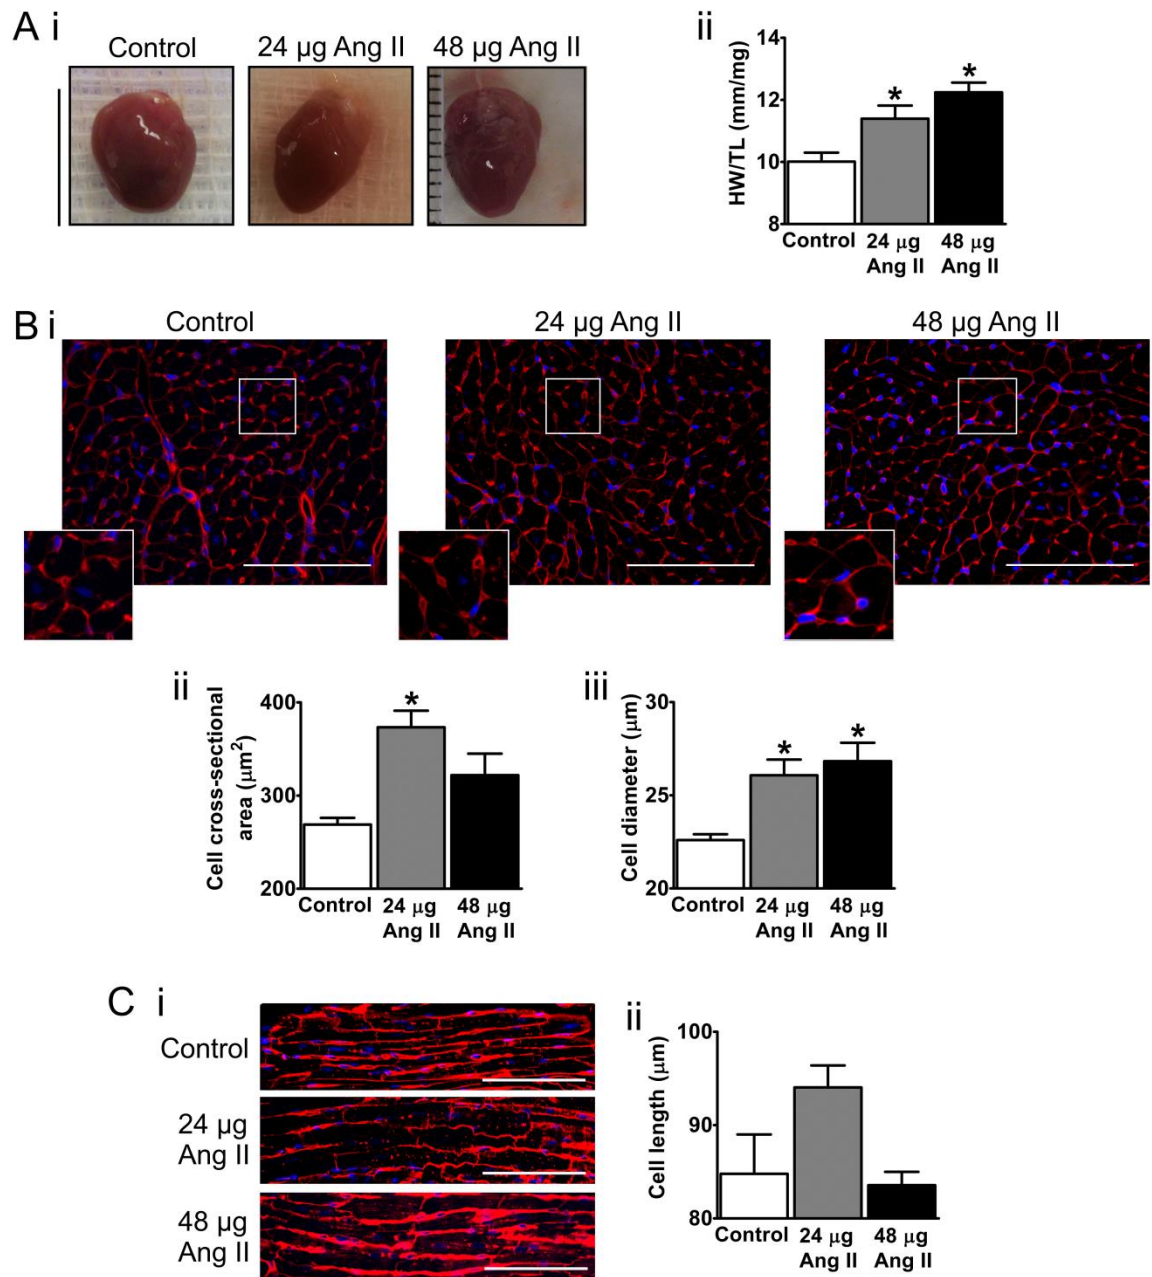 A i
Control
24 µg Ang II
48 µg Ang II
ii
HW/TL (mm/mg)
14
12
10
8
*
*
Control
24 μg
Ang II
48 μg
Ang II
B i
Control
24 µg Ang II
48 µg Ang II
ii
Cell cross-sectional
area (μm²)
400
300
200
*
Control
24 μg
Ang II
48 μg
Ang II
iii
Cell diameter (μm)
30
25
20
*
*
Control
24 μg
Ang II
48 μg
Ang II
C i
Control
24 µg
Ang II
48 µg
Ang II
ii
Cell length (μm)
100
90
80
Control
24 μg
Ang II
48 μg
Ang II